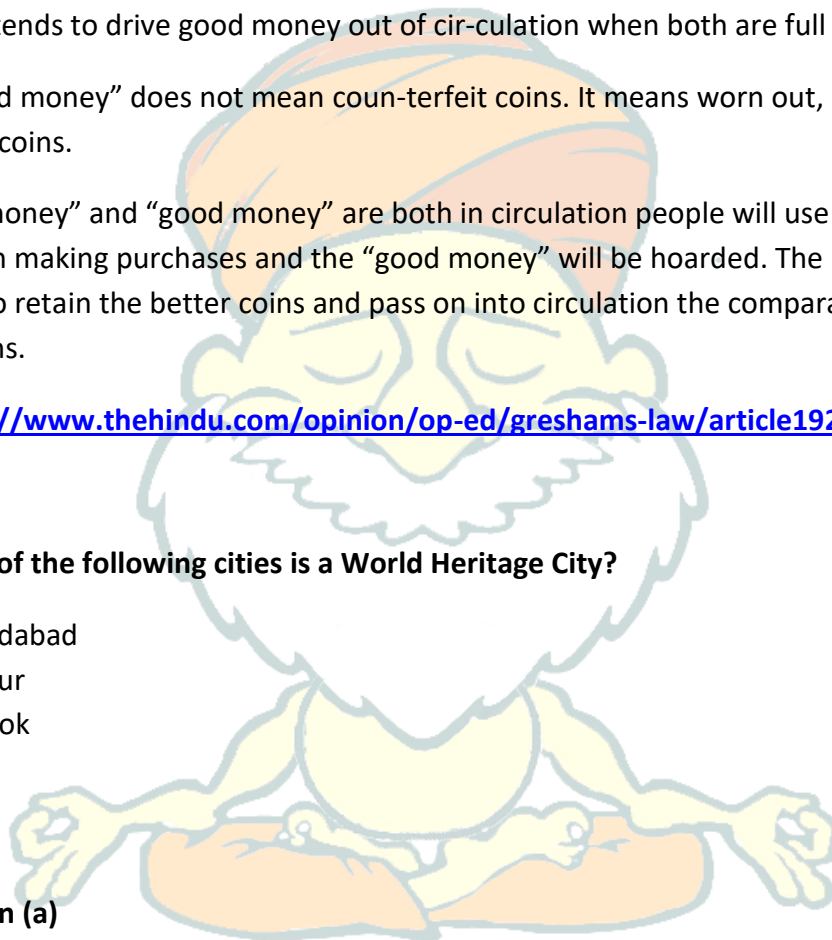 tends to drive good money out of cir-culation when both are full
d money” does not mean coun-terfeit coins. It means worn out,
coins.
oney” and “good money” are both in circulation people will use
n making purchases and the “good money” will be hoarded. The
o retain the better coins and pass on into circulation the compara
ns.
//www.thehindu.com/opinion/op-ed/greshams-law/article192
of the following cities is a World Heritage City?
dabad
ur
ok
n (a)